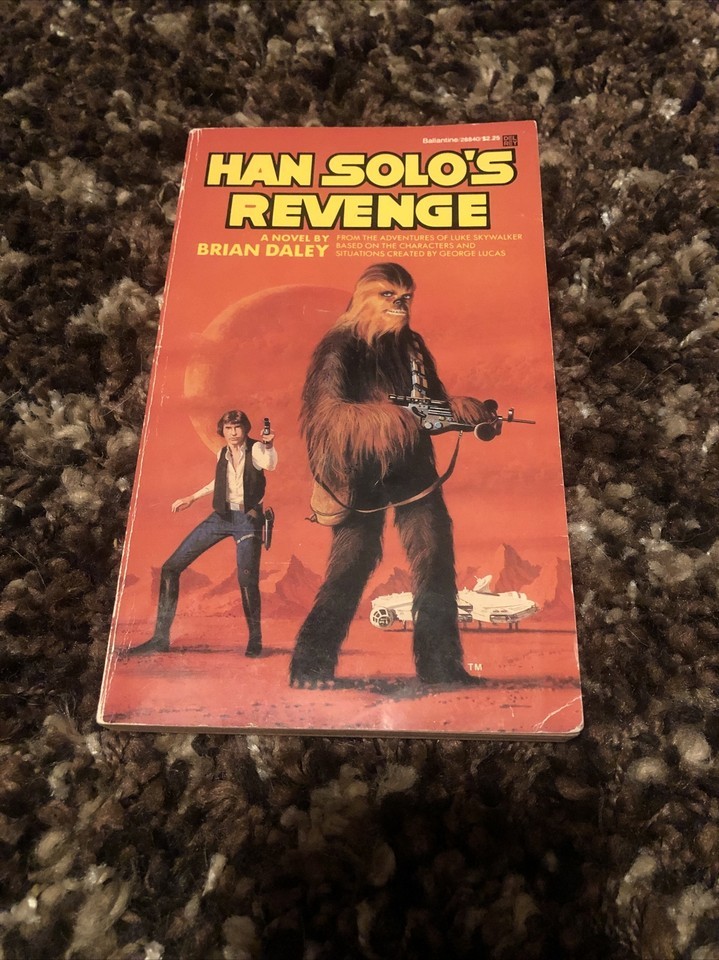 Ballantine/28840/$2.25 DEL REY
HAN SOLO'S
REVENGE
A NOVEL BY
BRIAN DALEY
FROM THE ADVENTURES OF LUKE SKYWALKER
BASED ON THE CHARACTERS AND
SITUATIONS CREATED BY GEORGE LUCAS
TM